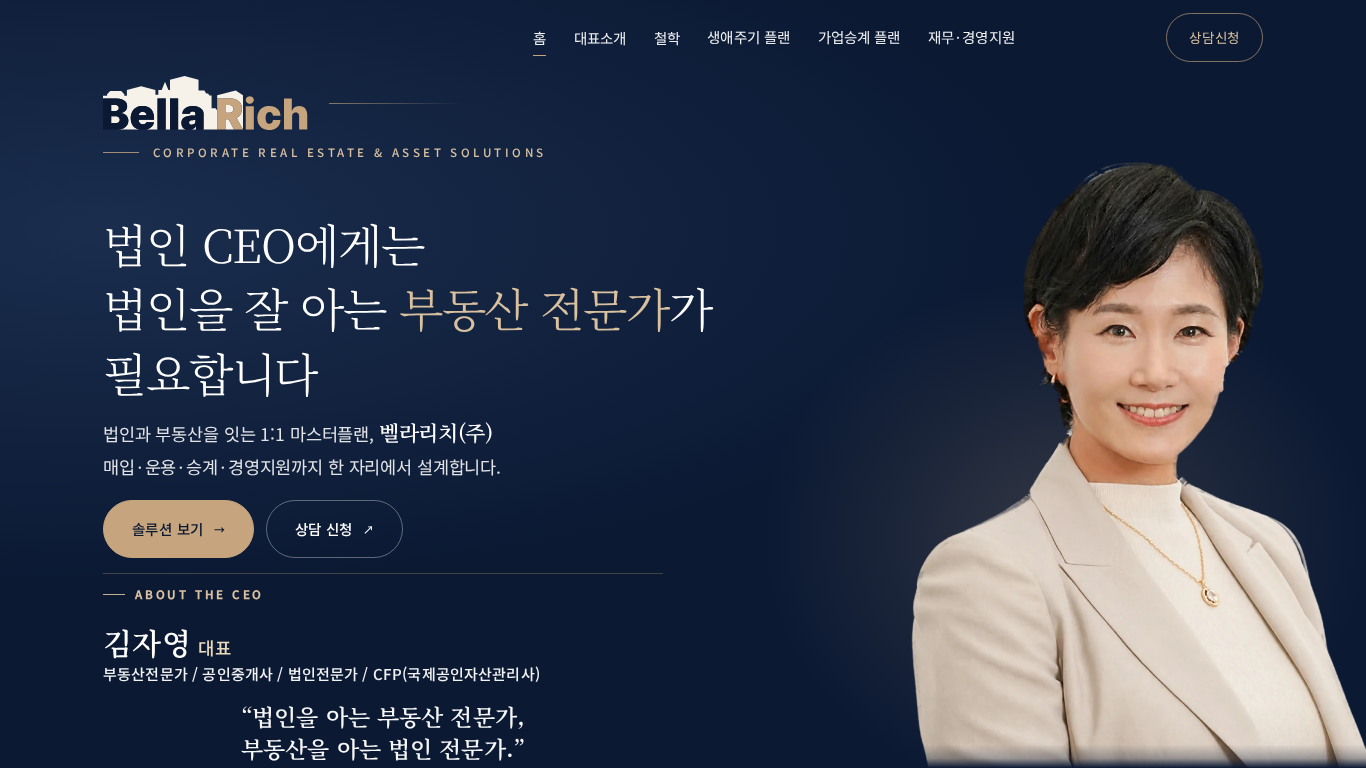 홈 대표소개 철학 생애주기 플랜 가업승계 플랜 재무·경영지원 상담신청
Bella Rich
CORPORATE REAL ESTATE & ASSET SOLUTIONS
법인 CEO에게는
법인을 잘 아는 부동산 전문가가
필요합니다
법인과 부동산을 잇는 1:1 마스터플랜, 벨라리치(주)
매입·운용·승계·경영지원까지 한 자리에서 설계합니다.
솔루션 보기 → 상담 신청 ↗
ABOUT THE CEO
김자영 대표
부동산전문가 / 공인중개사 / 법인전문가 / CFP(국제공인자산관리사)
“법인을 아는 부동산 전문가,
부동산을 아는 법인 전문가.”